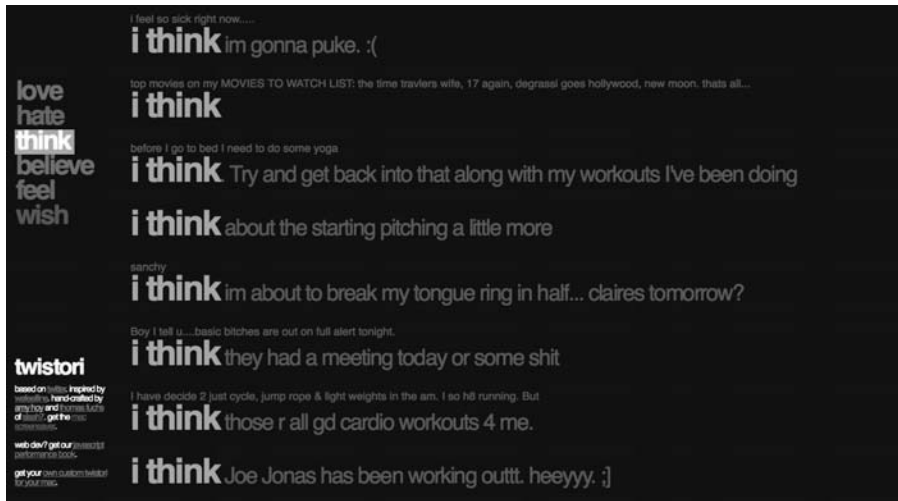 love
hate
think
believe
feel
wish
twistori
based on twitter. inspired by
wefeelfine. hand-crafted by
amy hoy and thomas fuchs
of slash7. get the mac
screensaver.
web dev? get our javascript
performance book.
get your own custom twistori
for your mac.
i feel so sick right now.....
i think im gonna puke. :(
top movies on my MOVIES TO WATCH LIST: the time travlers wife, 17 again, degrassi goes hollywood, new moon. thats all...
i think
before I go to bed I need to do some yoga
i think. Try and get back into that along with my workouts I've been doing
i think about the starting pitching a little more
sanchy
i think im about to break my tongue ring in half... claires tomorrow?
Boy I tell u....basic bitches are out on full alert tonight.
i think they had a meeting today or some shit
I have decide 2 just cycle, jump rope & light weights in the am. I so h8 running. But
i think those r all gd cardio workouts 4 me.
i think Joe Jonas has been working outtt. heeyyy. ;]